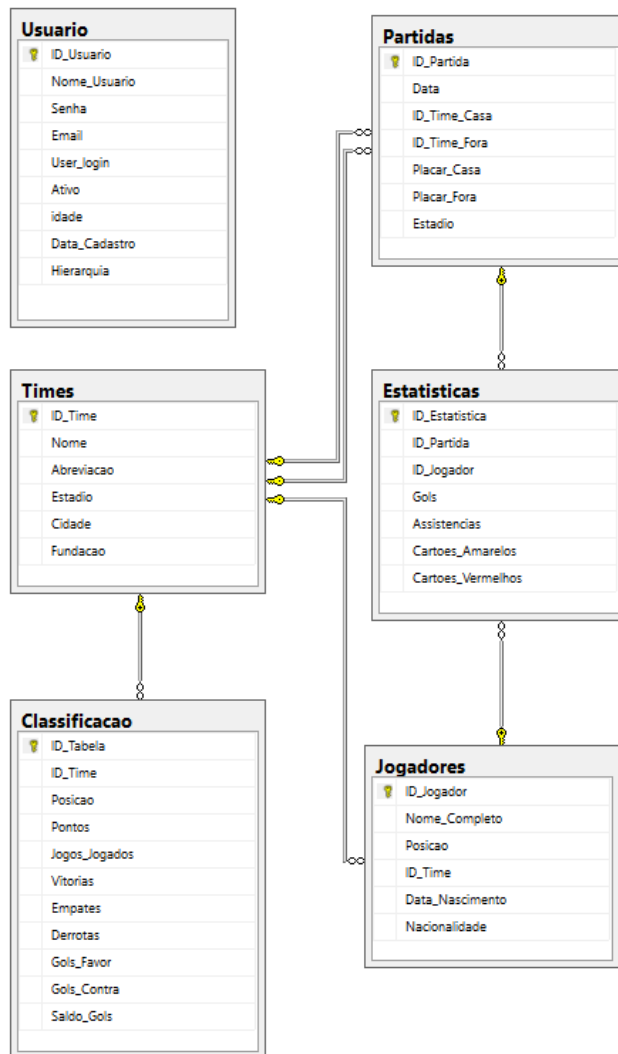 Usuario
ID_Usuario
Nome_Usuario
Senha
Email
User_login
Ativo
idade
Data_Cadastro
Hierarquia
Partidas
ID_Partida
Data
ID_Time_Casa
ID_Time_Fora
Placar_Casa
Placar_Fora
Estadio
Times
ID_Time
Nome
Abreviacao
Estadio
Cidade
Fundacao
Estatisticas
ID_Estatistica
ID_Partida
ID_Jogador
Gols
Assistencias
Cartoes_Amarelos
Cartoes_Vermelhos
Classificacao
ID_Tabela
ID_Time
Posicao
Pontos
Jogos_Jogados
Vitorias
Empates
Derrotas
Gols_Favor
Gols_Contra
Saldo_Gols
Jogadores
ID_Jogador
Nome_Completo
Posicao
ID_Time
Data_Nascimento
Nacionalidade